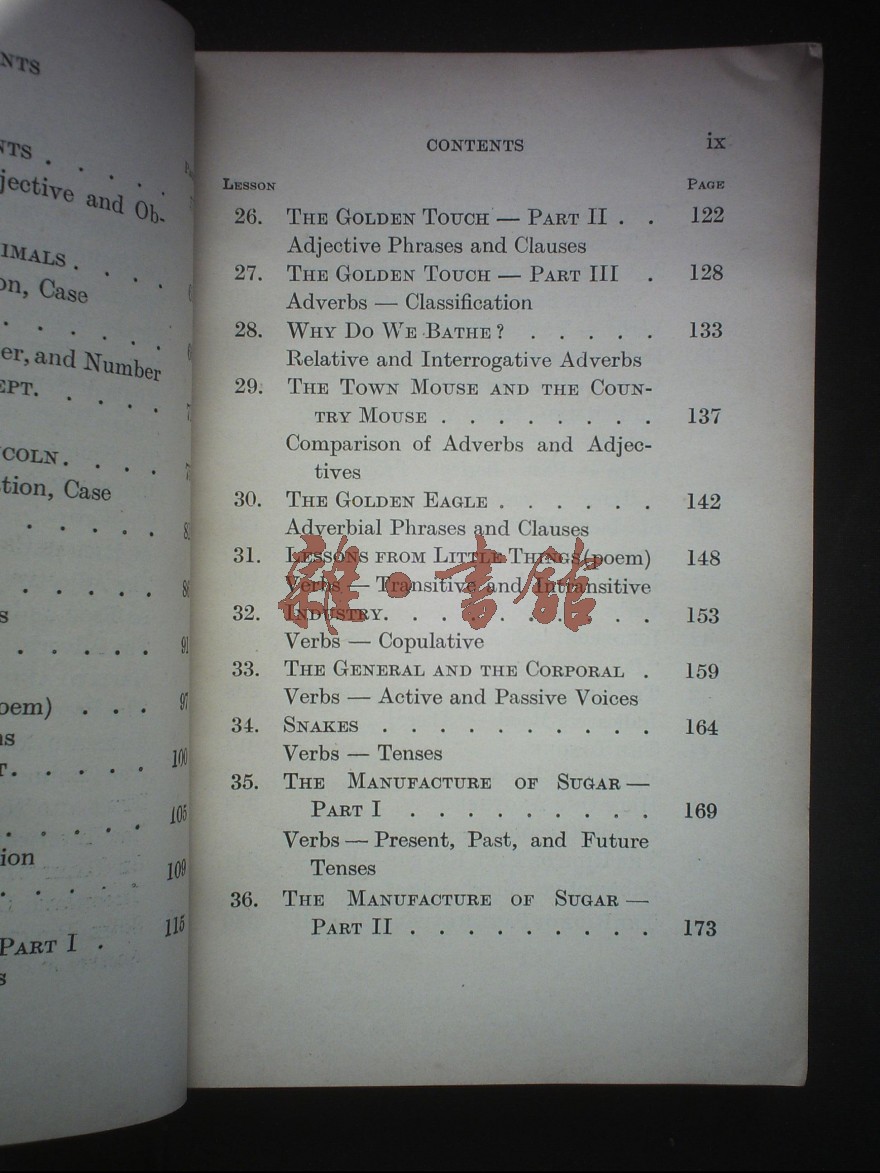 NTS
NTS . . . . .
jective and Ob-
IMALS . . . .
on, Case
. . . . .
er, and Number
EPT. . . . .
COLN. . . .
tion, Case
. . . . .
. . . . . .
s
. . . . . 91
oem) . . . 97
ns
T. . . . . . 100
. . . . . 105
ion
. . . . . 109
115
PART I .
s
CONTENTS ix
LESSON PAGE
26. THE GOLDEN TOUCH — PART II . . 122
Adjective Phrases and Clauses
27. THE GOLDEN TOUCH — PART III . 128
Adverbs — Classification
28. WHY DO WE BATHE? . . . . . 133
Relative and Interrogative Adverbs
29. THE TOWN MOUSE AND THE COUN-
TRY MOUSE . . . . . . . . 137
Comparison of Adverbs and Adjec-
tives
30. THE GOLDEN EAGLE . . . . . . 142
Adverbial Phrases and Clauses
31. LESSONS FROM LITTLE THINGS (poem) 148
Verbs — Transitive and Intransitive
32. INDUSTRY. . . . . . . . . . 153
Verbs — Copulative
33. THE GENERAL AND THE CORPORAL . 159
Verbs — Active and Passive Voices
34. SNAKES . . . . . . . . . . 164
Verbs — Tenses
35. THE MANUFACTURE OF SUGAR —
PART I . . . . . . . . . 169
Verbs — Present, Past, and Future
Tenses
36. THE MANUFACTURE OF SUGAR —
PART II . . . . . . . . . 173
雜·書館